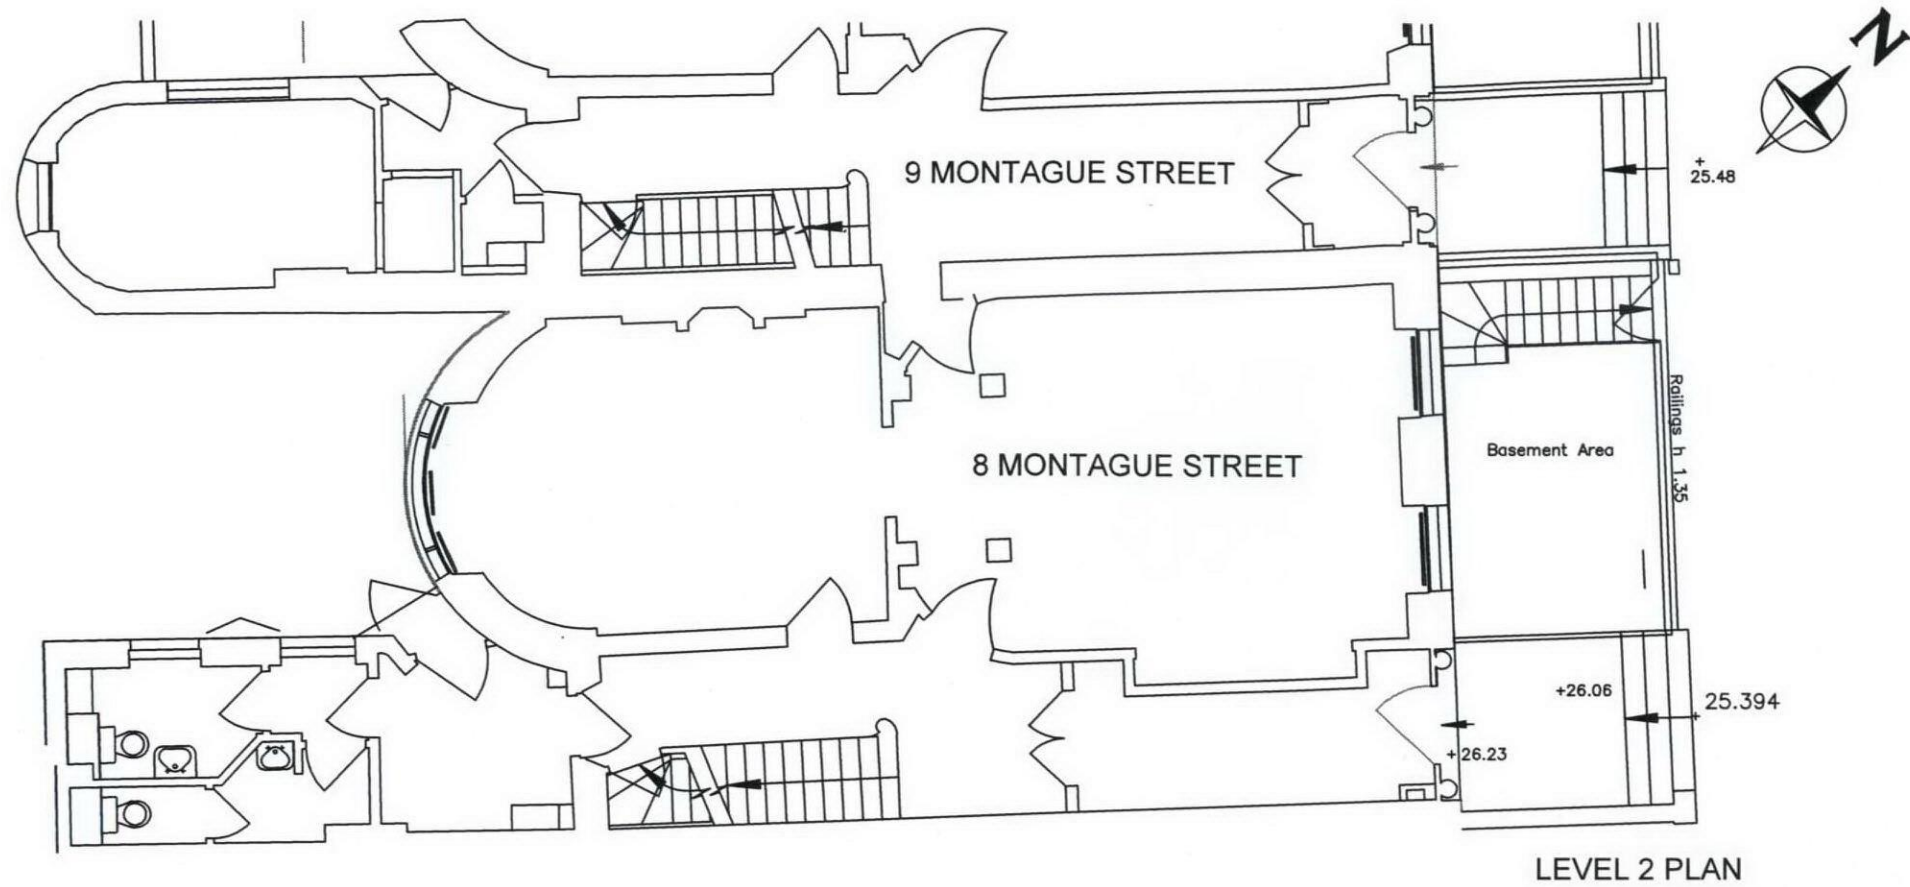 N
9 MONTAGUE STREET
+
25.48
Railings h 1.35
Basement Area
8 MONTAGUE STREET
+26.06
25.394
+
+26.23
LEVEL 2 PLAN